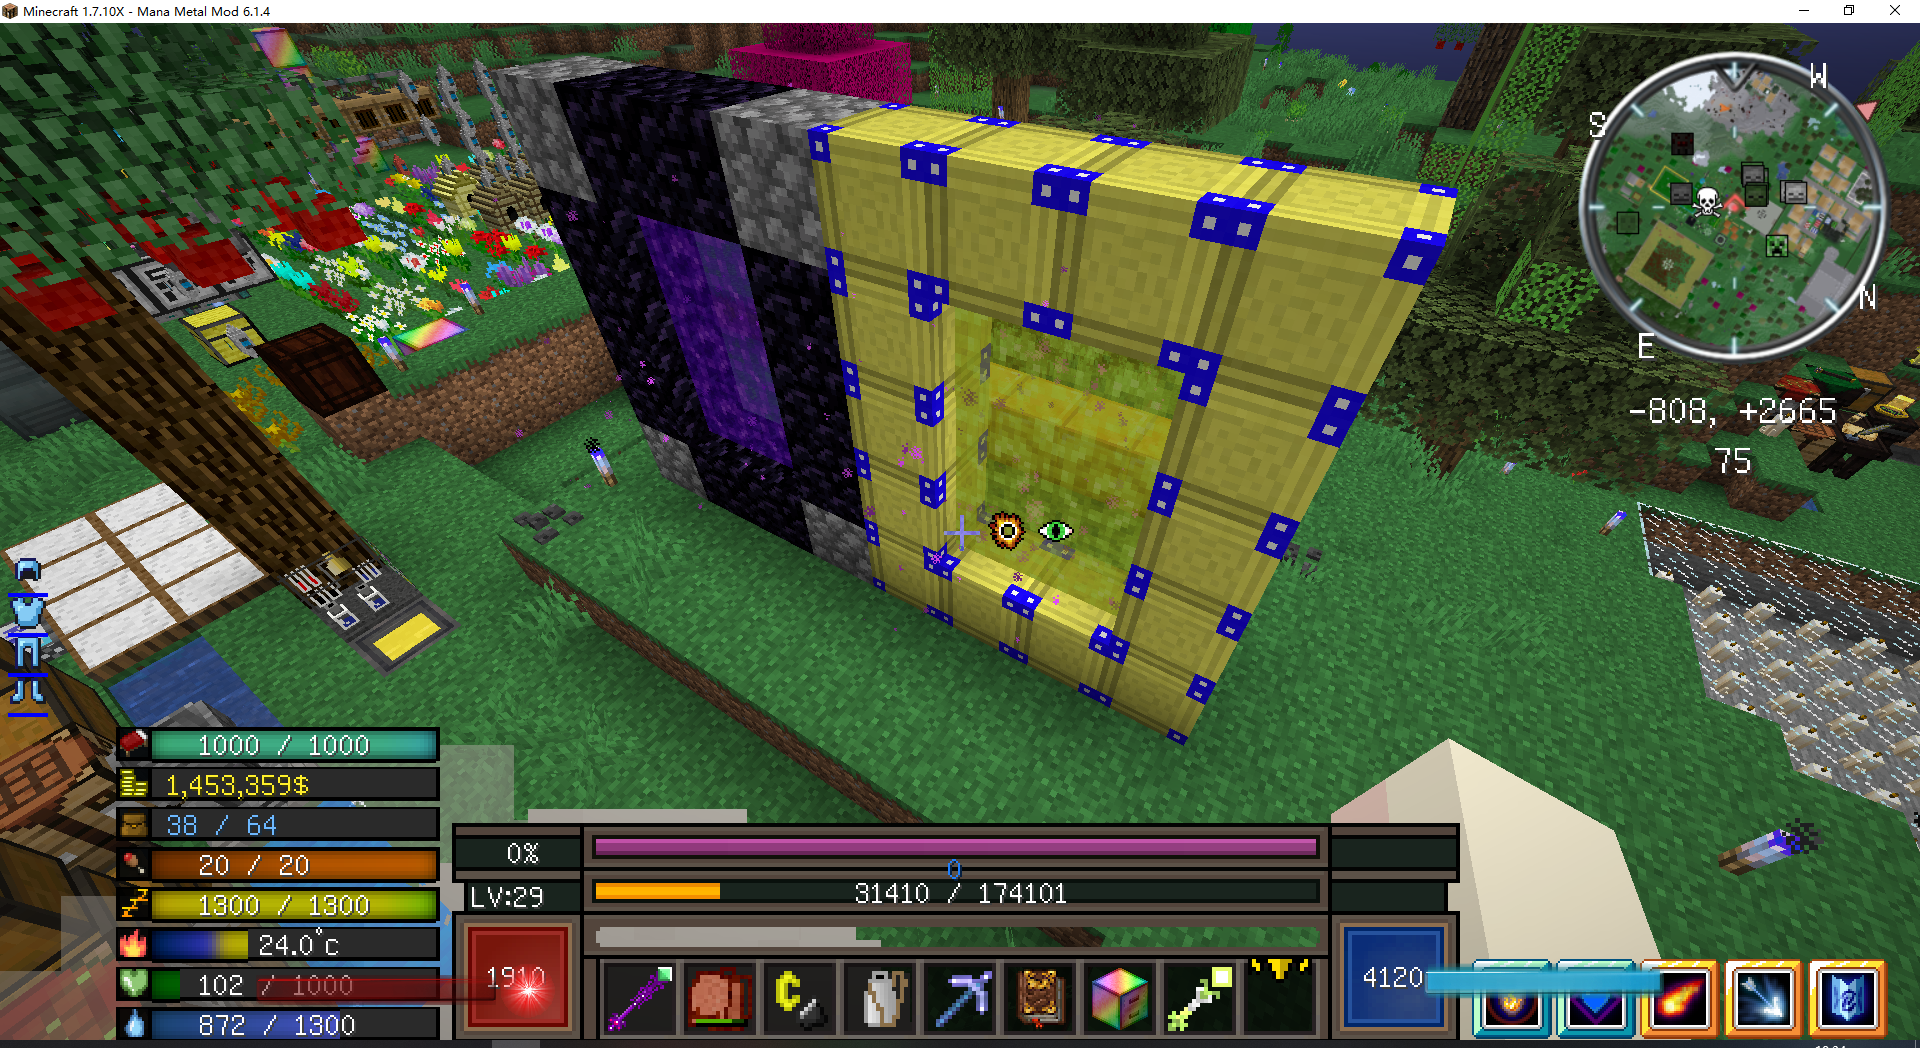 Minecraft 1.7.10X - Mana Metal Mod 6.1.4
W
S
N
E
-808, +2665
75
1000 / 1000
1,453,359$
38 / 64
20 / 20
1300 / 1300
24.0°c
102 / 1000
872 / 1300
0%
0
LV:29
31410 / 174101
1910
4120